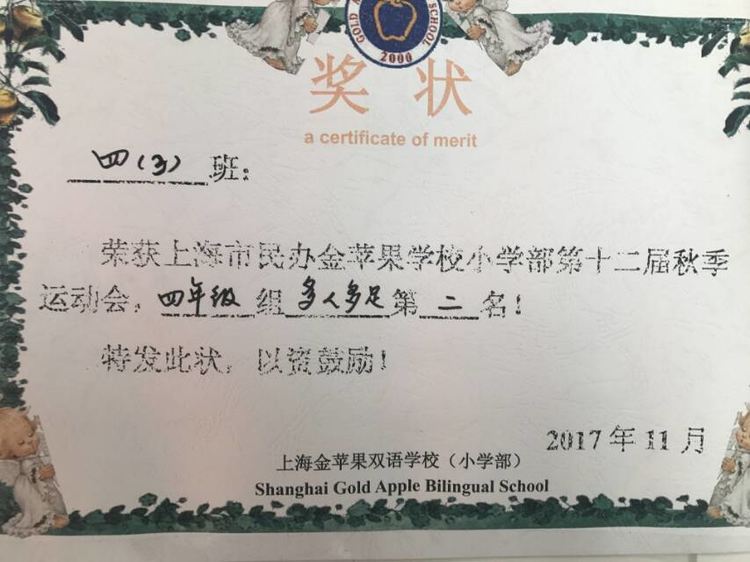 GOLD A SCHOOL
2000
奖状
a certificate of merit
四(3)班:
荣获上海市民办金苹果学校小学部第十二届秋季
运动会,四年级组多人多足第二名!
特发此状,以资鼓励!
2017年11月
上海金苹果双语学校(小学部)
Shanghai Gold Apple Bilingual School